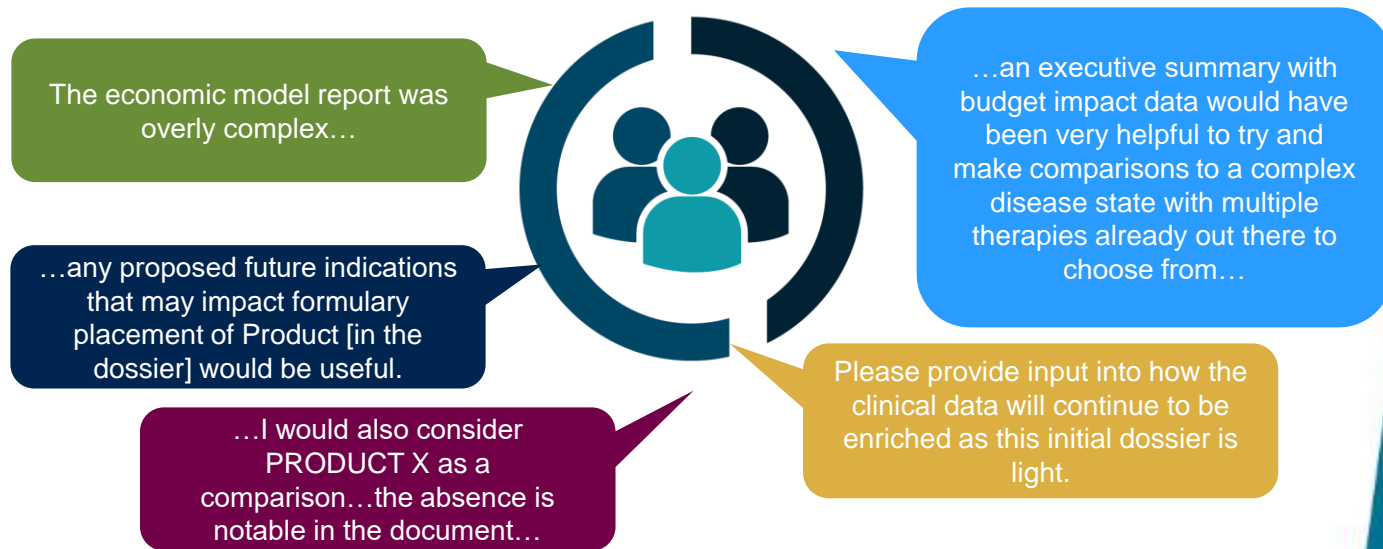 The economic model report was
overly complex…
…an executive summary with
budget impact data would have
been very helpful to try and
make comparisons to a complex
disease state with multiple
therapies already out there to
choose from…
…any proposed future indications
that may impact formulary
placement of Product [in the
dossier] would be useful.
Please provide input into how the
clinical data will continue to be
enriched as this initial dossier is
light.
…I would also consider
PRODUCT X as a
comparison…the absence is
notable in the document…